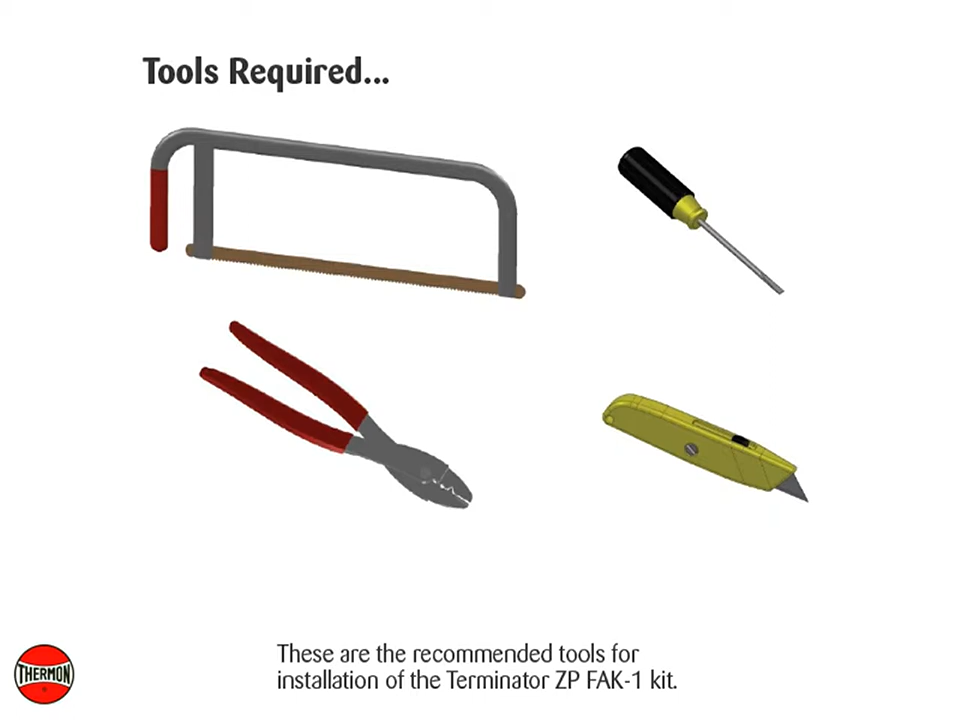 Tools Required...
These are the recommended tools for
installation of the Terminator ZP FAK-1 kit.
THERMON